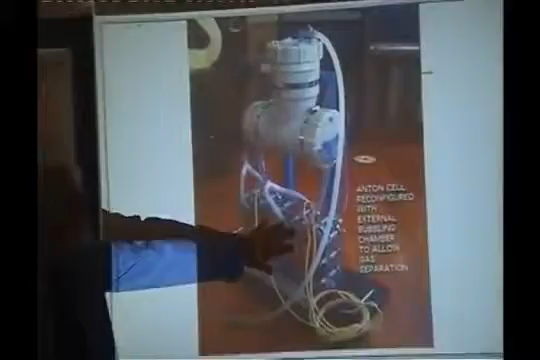 ANTON CELL
RECONFIGURED
WITH
EXTERNAL
BUBBLING
CHAMBER
TO ALLOW
GAS
SEPARATION